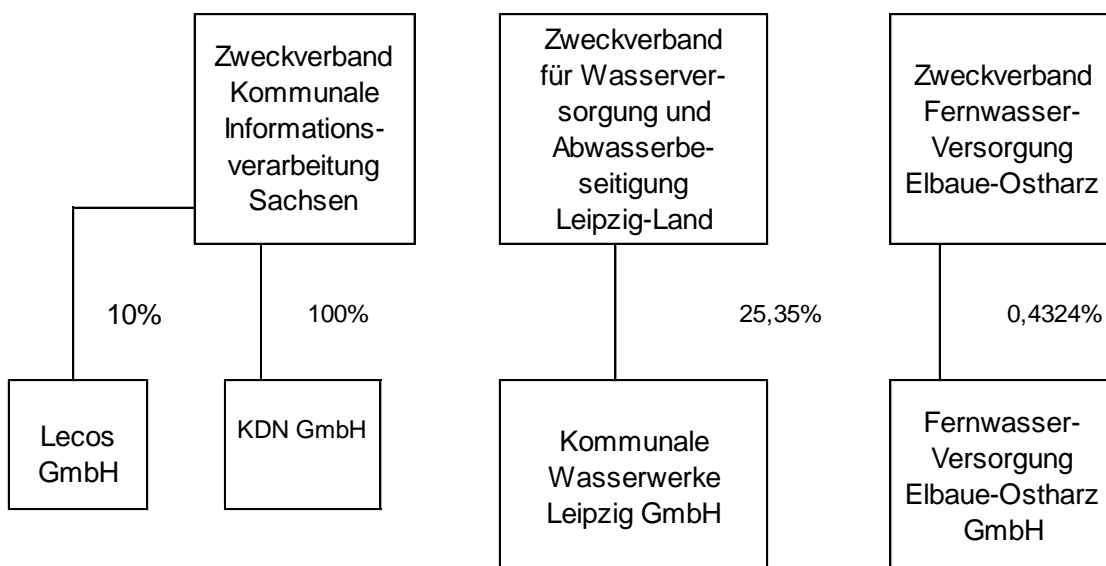 Zweckverband
Kommunale
Informations-
verarbeitung
Sachsen
Zweckverband
für Wasserver-
sorgung und
Abwasserbe-
seitigung
Leipzig-Land
Zweckverband
Fernwasser-
Versorgung
Elbaue-Ostharz
10%
100%
25,35%
0,4324%
Lecos
GmbH
KDN GmbH
Kommunale
Wasserwerke
Leipzig GmbH
Fernwasser-
Versorgung
Elbaue-Ostharz
GmbH